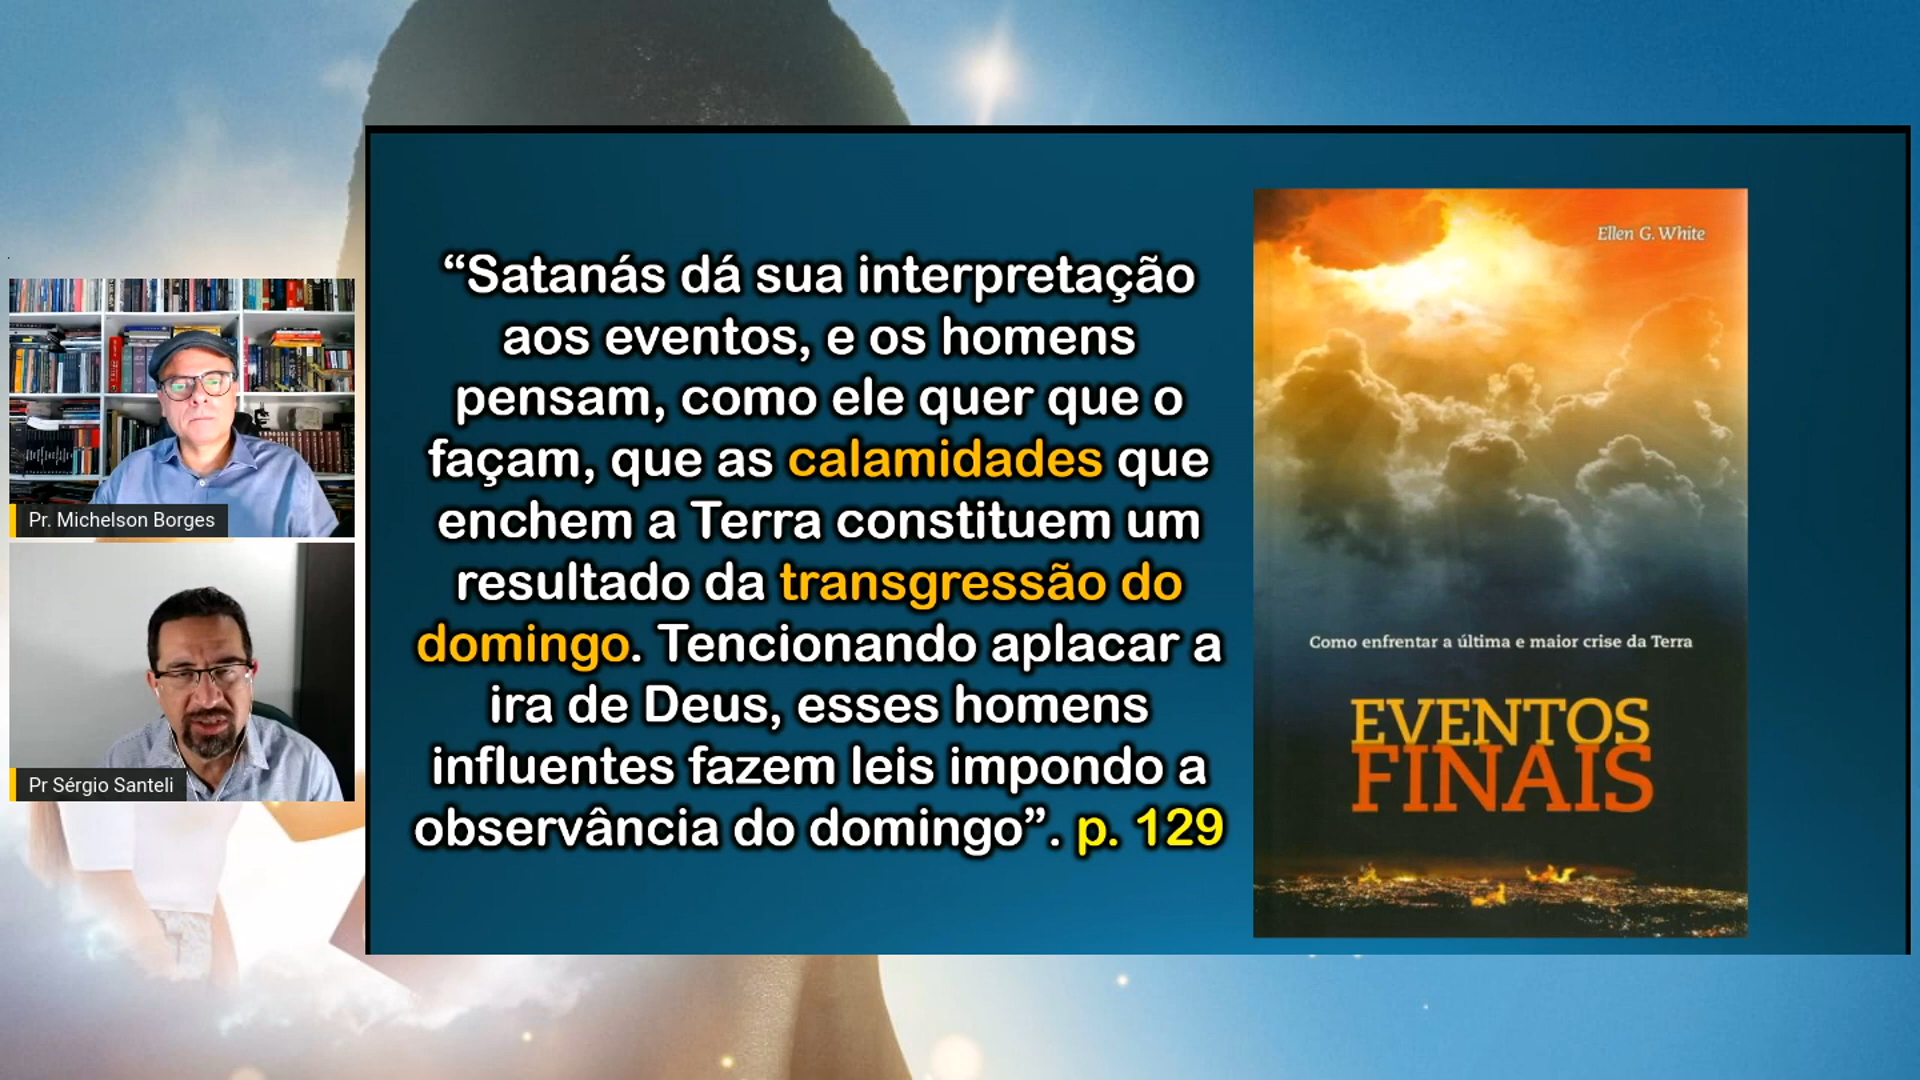 Pr. Michelson Borges
Pr Sérgio Santeli
“Satanás dá sua interpretação
aos eventos, e os homens
pensam, como ele quer que o
façam, que as calamidades que
enchem a Terra constituem um
resultado da transgressão do
domingo. Tencionando aplacar a
ira de Deus, esses homens
influentes fazem leis impondo a
observância do domingo”. p. 129
Ellen G. White
Como enfrentar a última e maior crise da Terra
EVENTOS
FINAIS